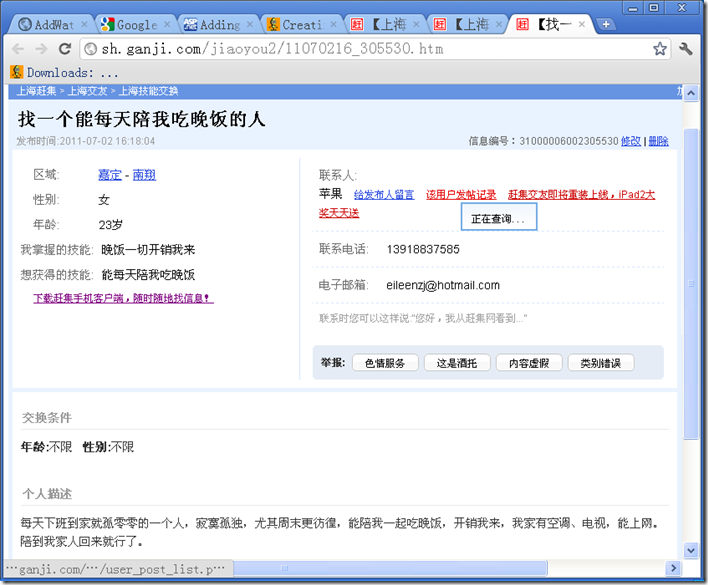 AddWat
Google
Adding
Creati
【上海
【上海
【找一
sh.ganji.com/jiaoyou2/11070216_305530.htm
Downloads: ...
上海赶集 > 上海交友 > 上海技能交换
找一个能每天陪我吃晚饭的人
发布时间:2011-07-02 16:18:04
信息编号：31000006002305530 修改 | 删除
区域: 嘉定 - 南翔
性别: 女
年龄: 23岁
我掌握的技能: 晚饭一切开销我来
想获得的技能: 能每天陪我吃晚饭
下载赶集手机客户端，随时随地找信息！
联系人:
苹果 给发布人留言 该用户发帖记录 赶集交友即将重装上线，iPad2大
奖天天送
正在查询...
联系电话: 13918837585
电子邮箱: eileenzj@hotmail.com
联系时您可以这样说:"您好，我从赶集网看到..."
举报: 色情服务 这是酒托 内容虚假 类别错误
交换条件
年龄:不限 性别:不限
个人描述
每天下班到家就孤零零的一个人，寂寞孤独，尤其周末更彷徨，能陪我一起吃晚饭，开销我来，我家有空调、电视，能上网。
陪到我家人回来就行了。
…ganji.com/…/user_post_list.p…